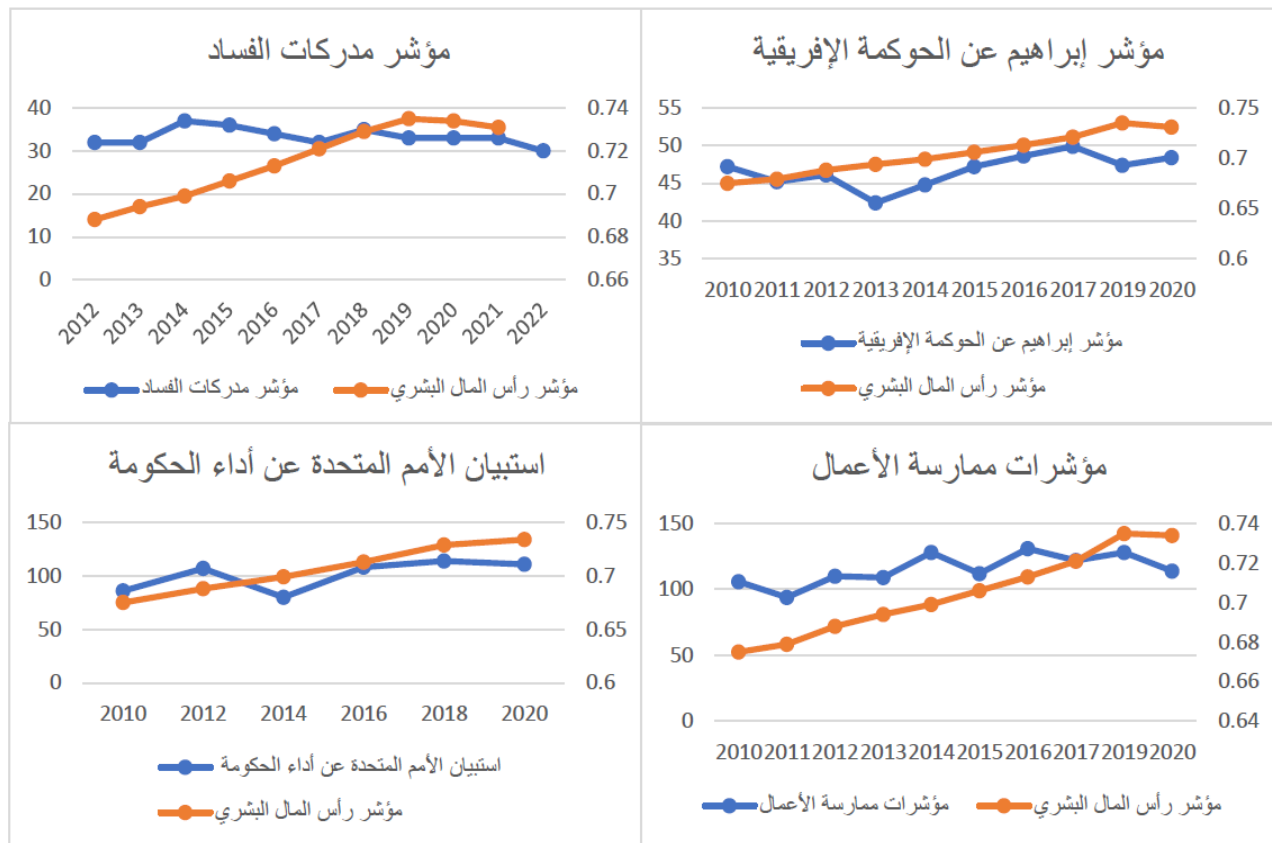 مؤشر مدركات الفساد
40
30
20
10
0
0.74
0.72
0.7
0.68
0.66
2012 2013 2014 2015 2016 2017 2018 2019 2020 2021 2022
مؤشر مدركات الفساد مؤشر رأس المال البشري
مؤشر إبراهيم عن الحوكمة الإفريقية
55
50
45
40
35
0.75
0.7
0.65
0.6
2010 2011 2012 2013 2014 2015 2016 2017 2019 2020
مؤشر إبراهيم عن الحوكمة الإفريقية
مؤشر رأس المال البشري
استبيان الأمم المتحدة عن أداء الحكومة
150
100
50
0
0.75
0.7
0.65
0.6
2010 2012 2014 2016 2018 2020
استبيان الأمم المتحدة عن أداء الحكومة
مؤشر رأس المال البشري
مؤشرات ممارسة الأعمال
150
100
50
0
0.74
0.72
0.7
0.68
0.66
0.64
2010 2011 2012 2013 2014 2015 2016 2017 2019 2020
مؤشرات ممارسة الأعمال مؤشر رأس المال البشري